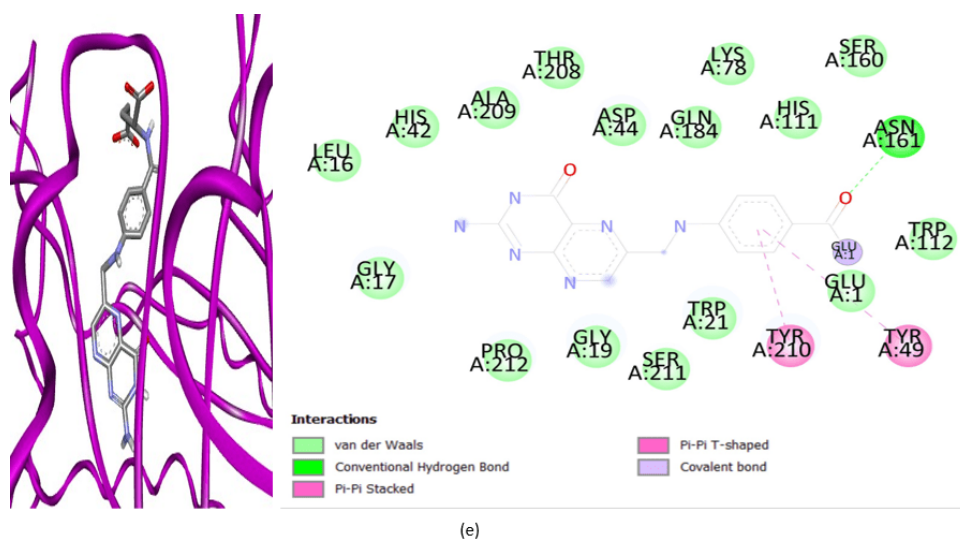 THR
A:208
LYS
A:78
SER
A:160
ALA
A:209
HIS
A:42
ASP
A:44
GLN
A:184
HIS
A:111
ASN
A:161
LEU
A:16
O
N
N
O
N
N
N
N
N
GLU
A:1
TRP
A:112
GLY
A:17
GLU
A:1
TRP
A:21
PRO
A:212
GLY
A:19
SER
A:211
TYR
A:210
TYR
A:49
Interactions
van der Waals
Conventional Hydrogen Bond
Pi-Pi Stacked
Pi-Pi T-shaped
Covalent bond
(e)